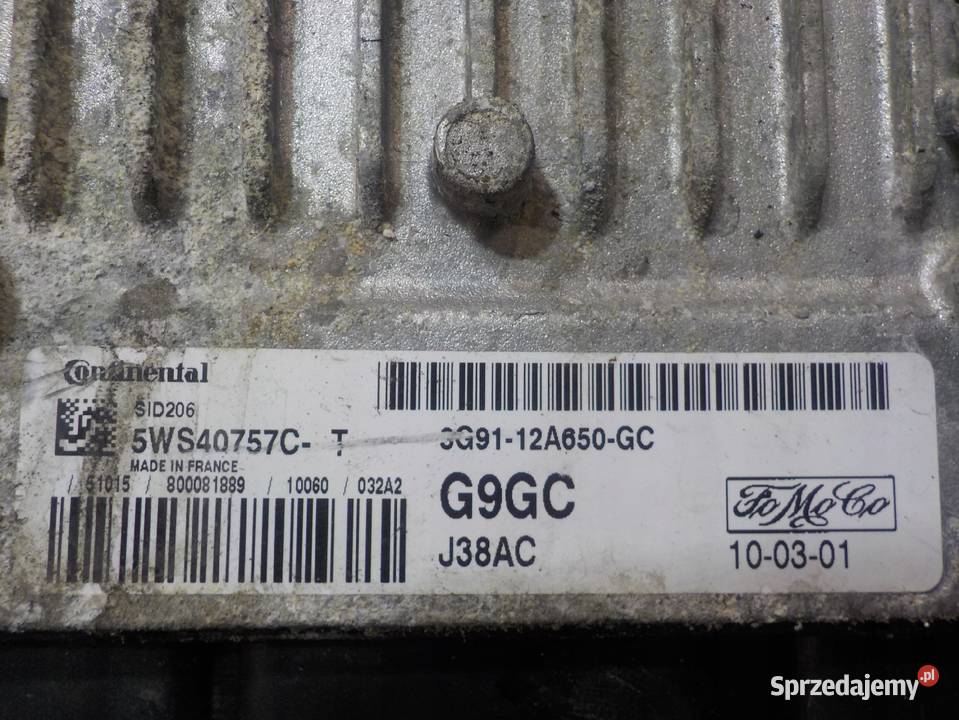 Continental
SID206
5WS40757C- T
MADE IN FRANCE
/ 51015 / 800081889 / 10060 / 032A2
3G91-12A650-GC
G9GC
J38AC
FoMoCo
10-03-01
Sprzedajemy.pl